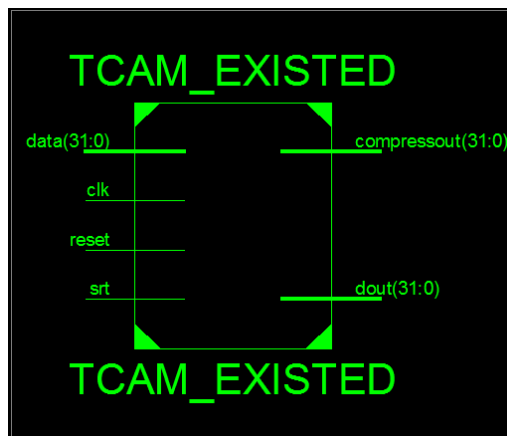 TCAM_EXISTED
data(31:0)
compressout(31:0)
clk
reset
srt
dout(31:0)
TCAM_EXISTED